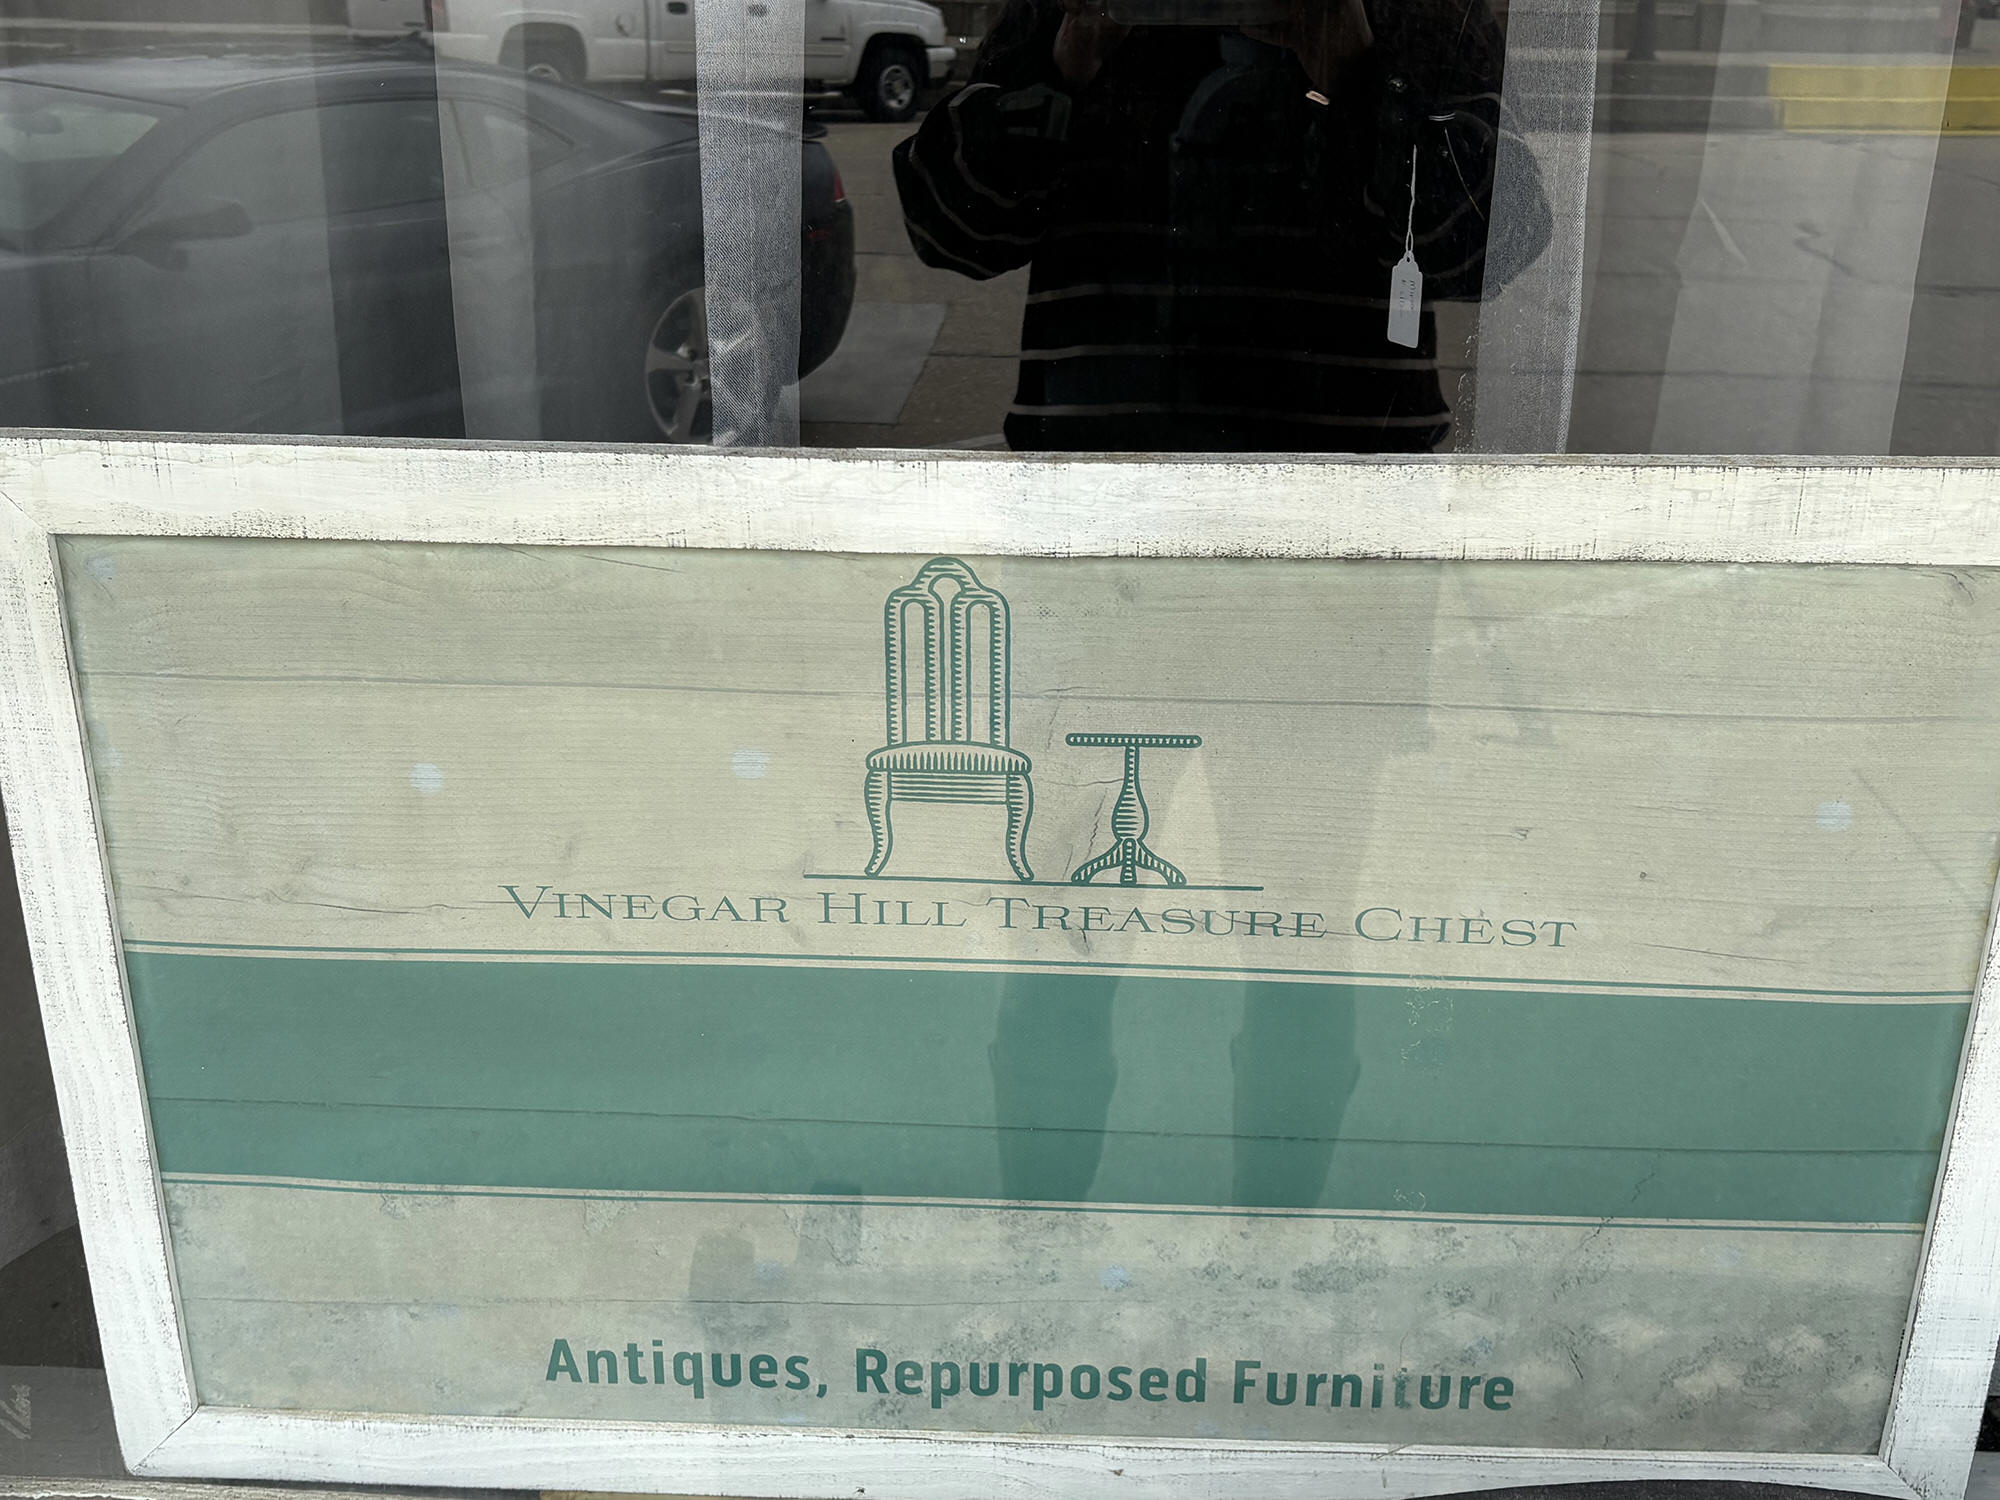 Vinegar Hill Treasure Chest
Antiques, Repurposed Furniture